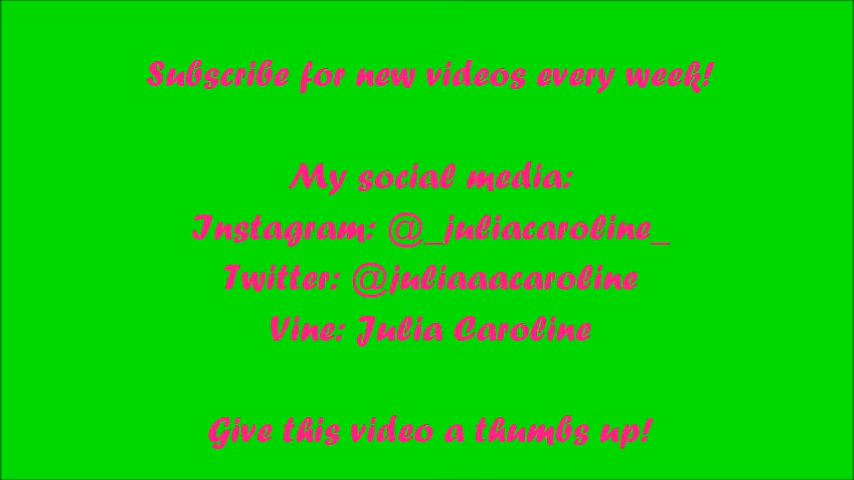 Subscribe for new videos every week!
My social media:
Instagram: @_juliacaroline_
Twitter: @juliaaacaroline
Vine: Julia Caroline
Give this video a thumbs up!